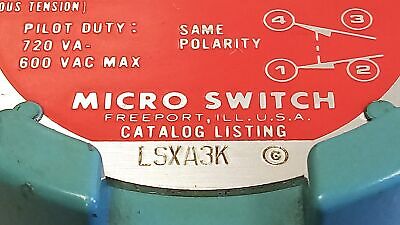 OUS TENSION)
PILOT DUTY:
720 VA-
600 VAC MAX
SAME
POLARITY
4 3
1 2
MICRO SWITCH
FREEPORT, ILL. U.S.A.
CATALOG LISTING
LSXA3K